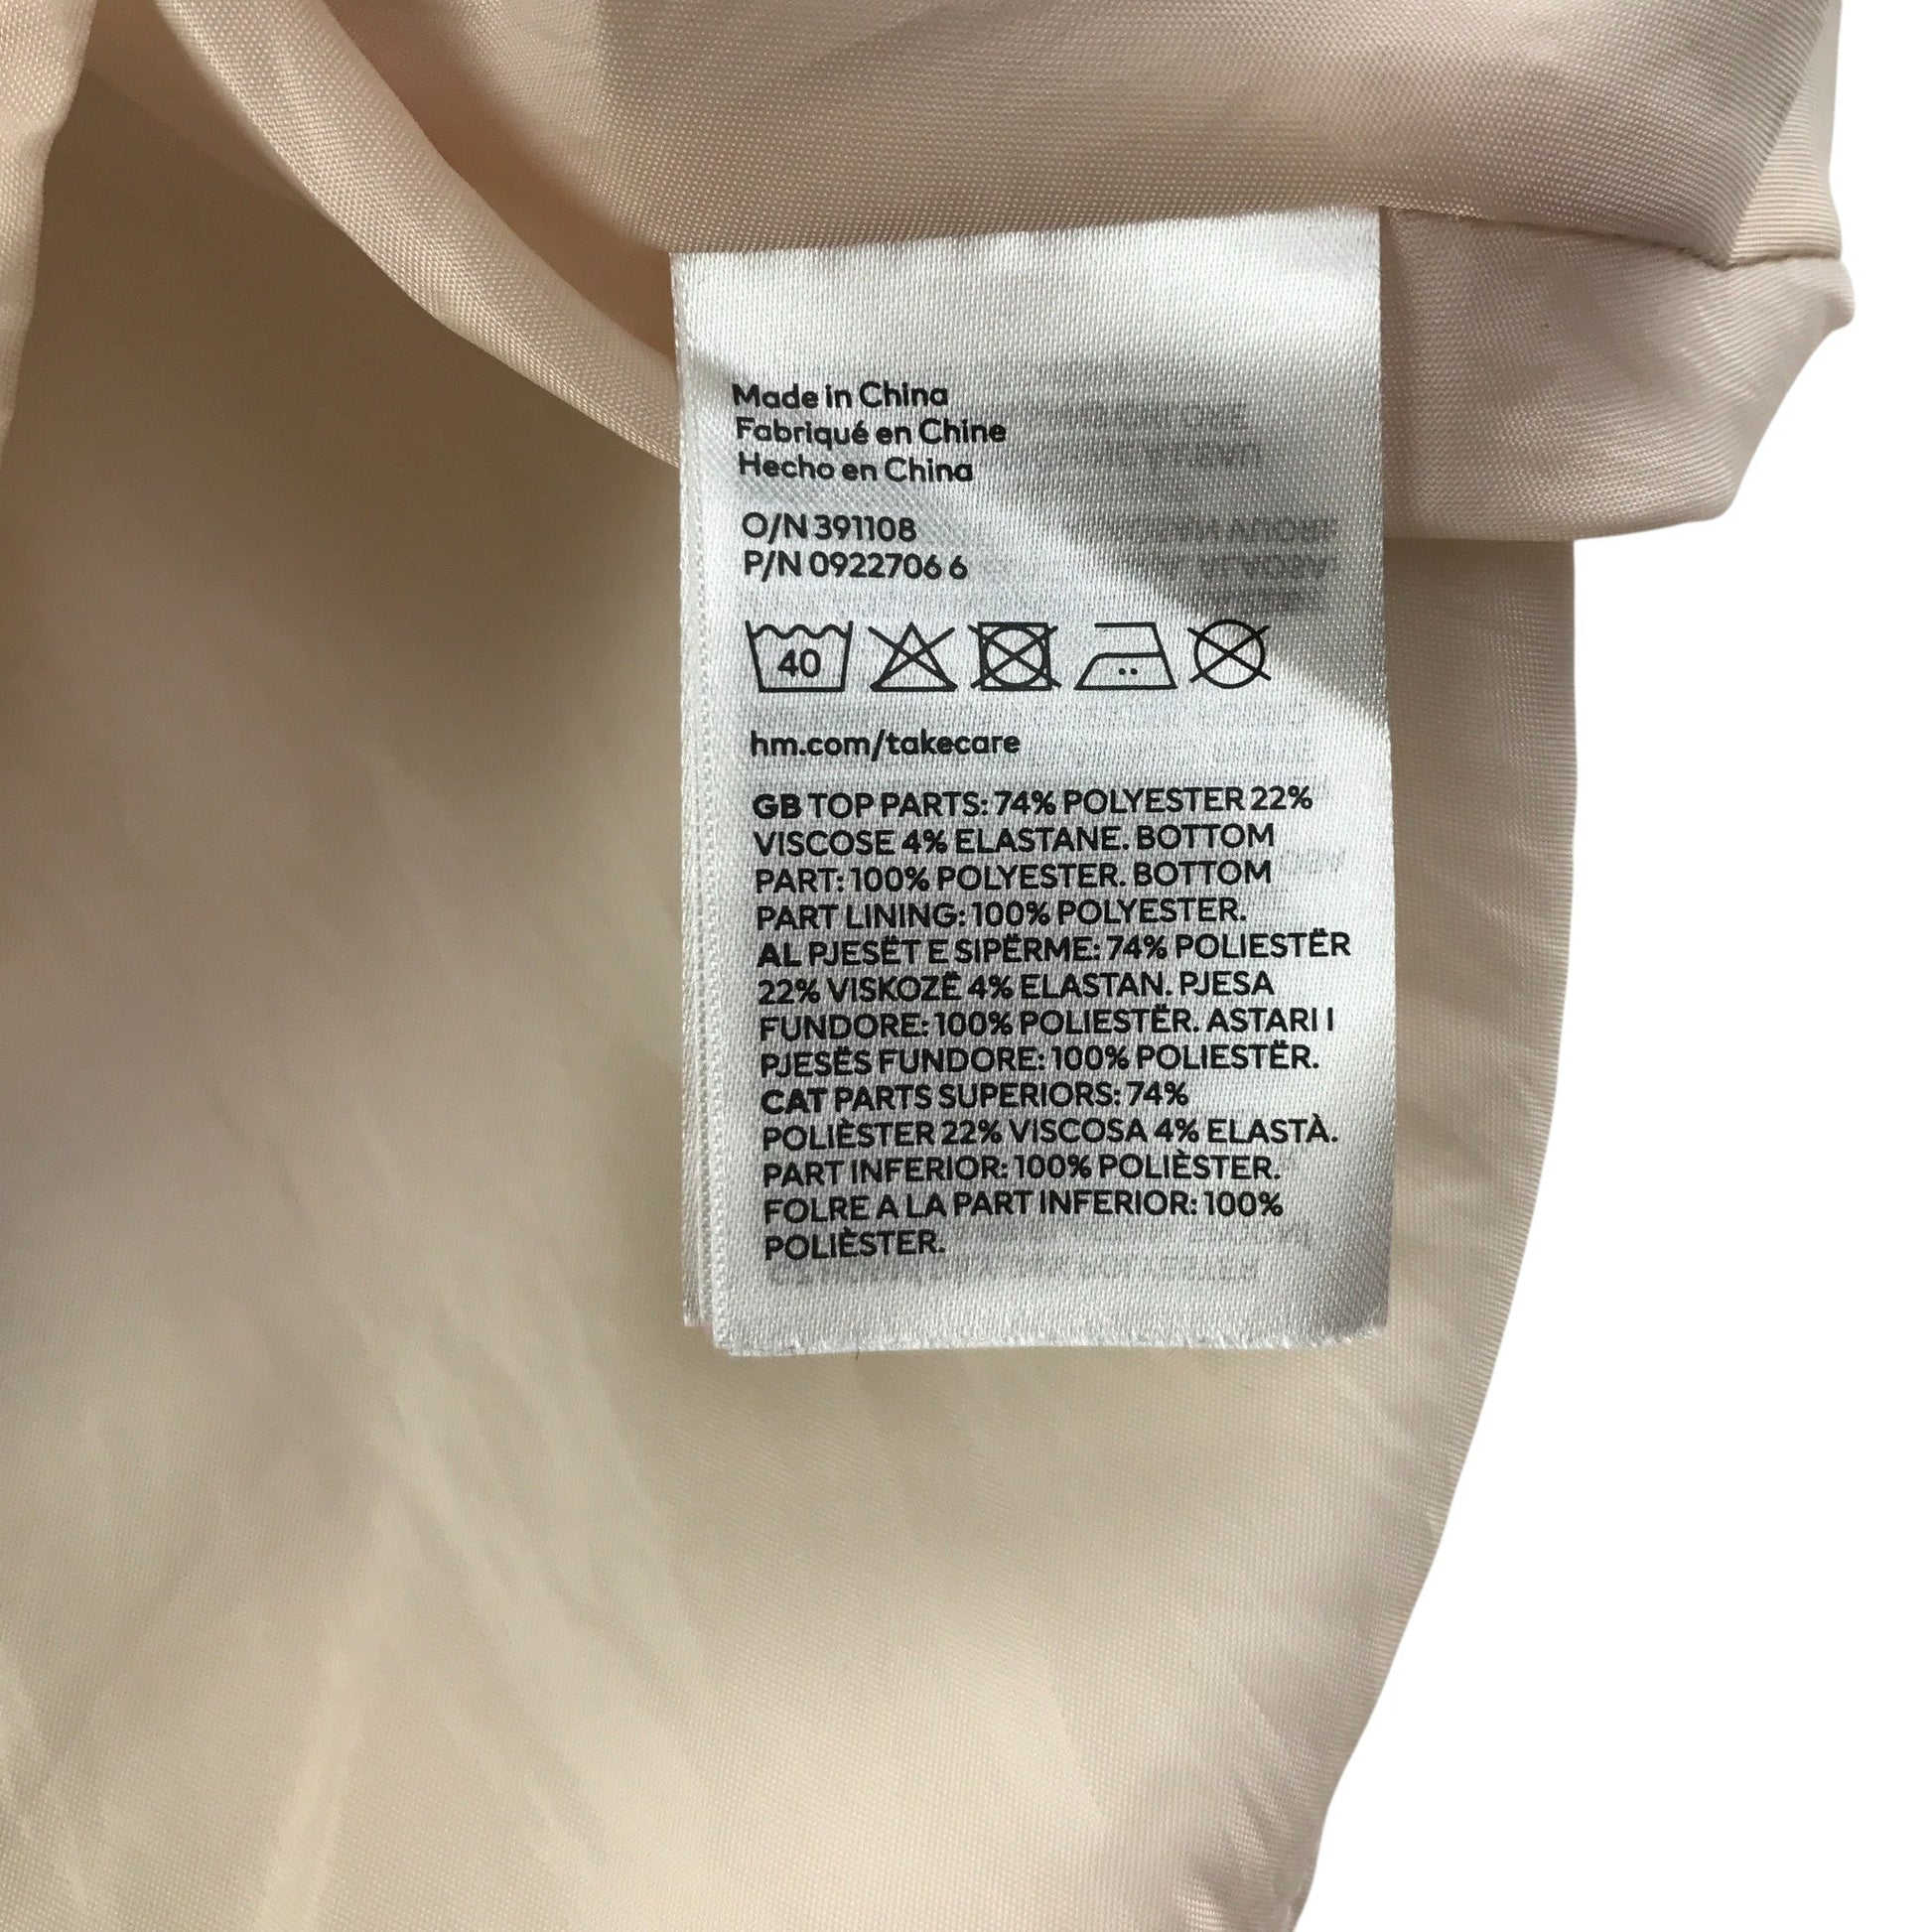 Made in China
Fabriqué en Chine
Hecho en China
O/N 391108
P/N 0922706 6
40
hm.com/takecare
GB TOP PARTS: 74% POLYESTER 22%
VISCOSE 4% ELASTANE. BOTTOM
PART: 100% POLYESTER. BOTTOM
PART LINING: 100% POLYESTER.
AL PJESËT E SIPËRME: 74% POLIESTËR
22% VISKOZË 4% ELASTAN. PJESA
FUNDORE: 100% POLIESTËR. ASTARI I
PJESËS FUNDORE: 100% POLIESTËR.
CAT PARTS SUPERIORS: 74%
POLIÈSTER 22% VISCOSA 4% ELASTÀ.
PART INFERIOR: 100% POLIÈSTER.
FOLRE A LA PART INFERIOR: 100%
POLIÈSTER.